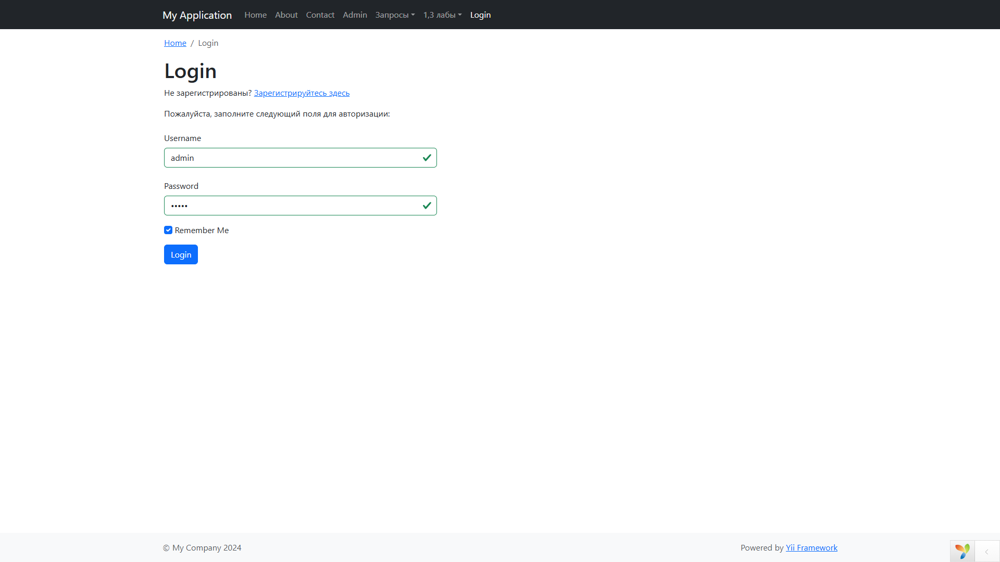 My Application Home About Contact Admin Запросы 1,3 лабы Login
Home / Login
Login
Не зарегистрированы? Зарегистрируйтесь здесь
Пожалуйста, заполните следующий поля для авторизации:
Username
admin
Password
•••••
Remember Me
Login
© My Company 2024 Powered by Yii Framework